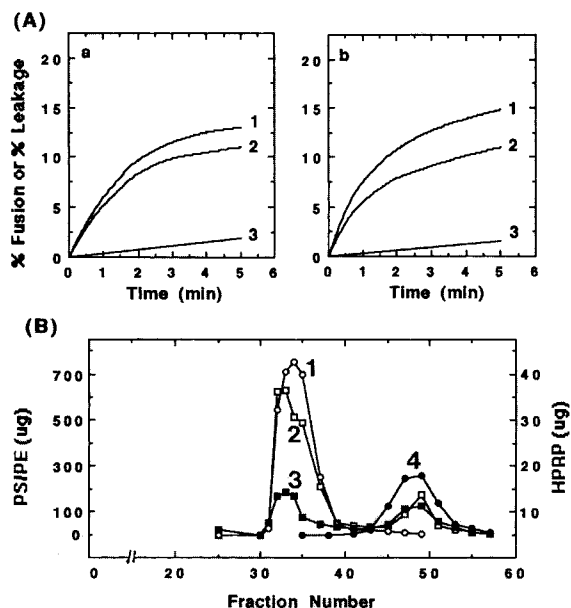 (A)
a
b
% Fusion or % Leakage
20
15
10
5
0
1
2
3
0 1 2 3 4 5 6
Time (min)
20
15
10
5
0
1
2
3
0 1 2 3 4 5 6
Time (min)
(B)
PS/PE (ug)
700
500
300
100
0
1
2
3
4
40
30
20
10
HPRP (ug)
0 20 30 40 50 60
Fraction Number